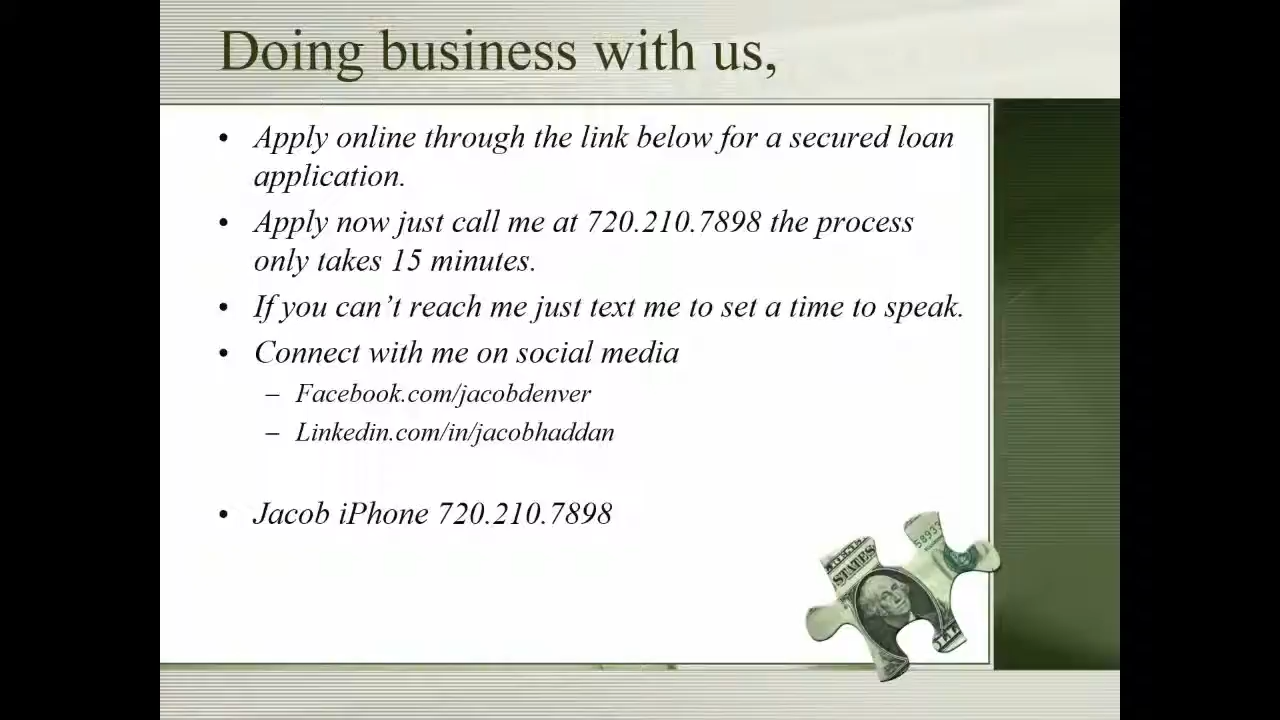 Doing business with us,
• Apply online through the link below for a secured loan
application.
• Apply now just call me at 720.210.7898 the process
only takes 15 minutes.
• If you can’t reach me just text me to set a time to speak.
• Connect with me on social media
– Facebook.com/jacobdenver
– Linkedin.com/in/jacobhaddan
• Jacob iPhone 720.210.7898
STATES